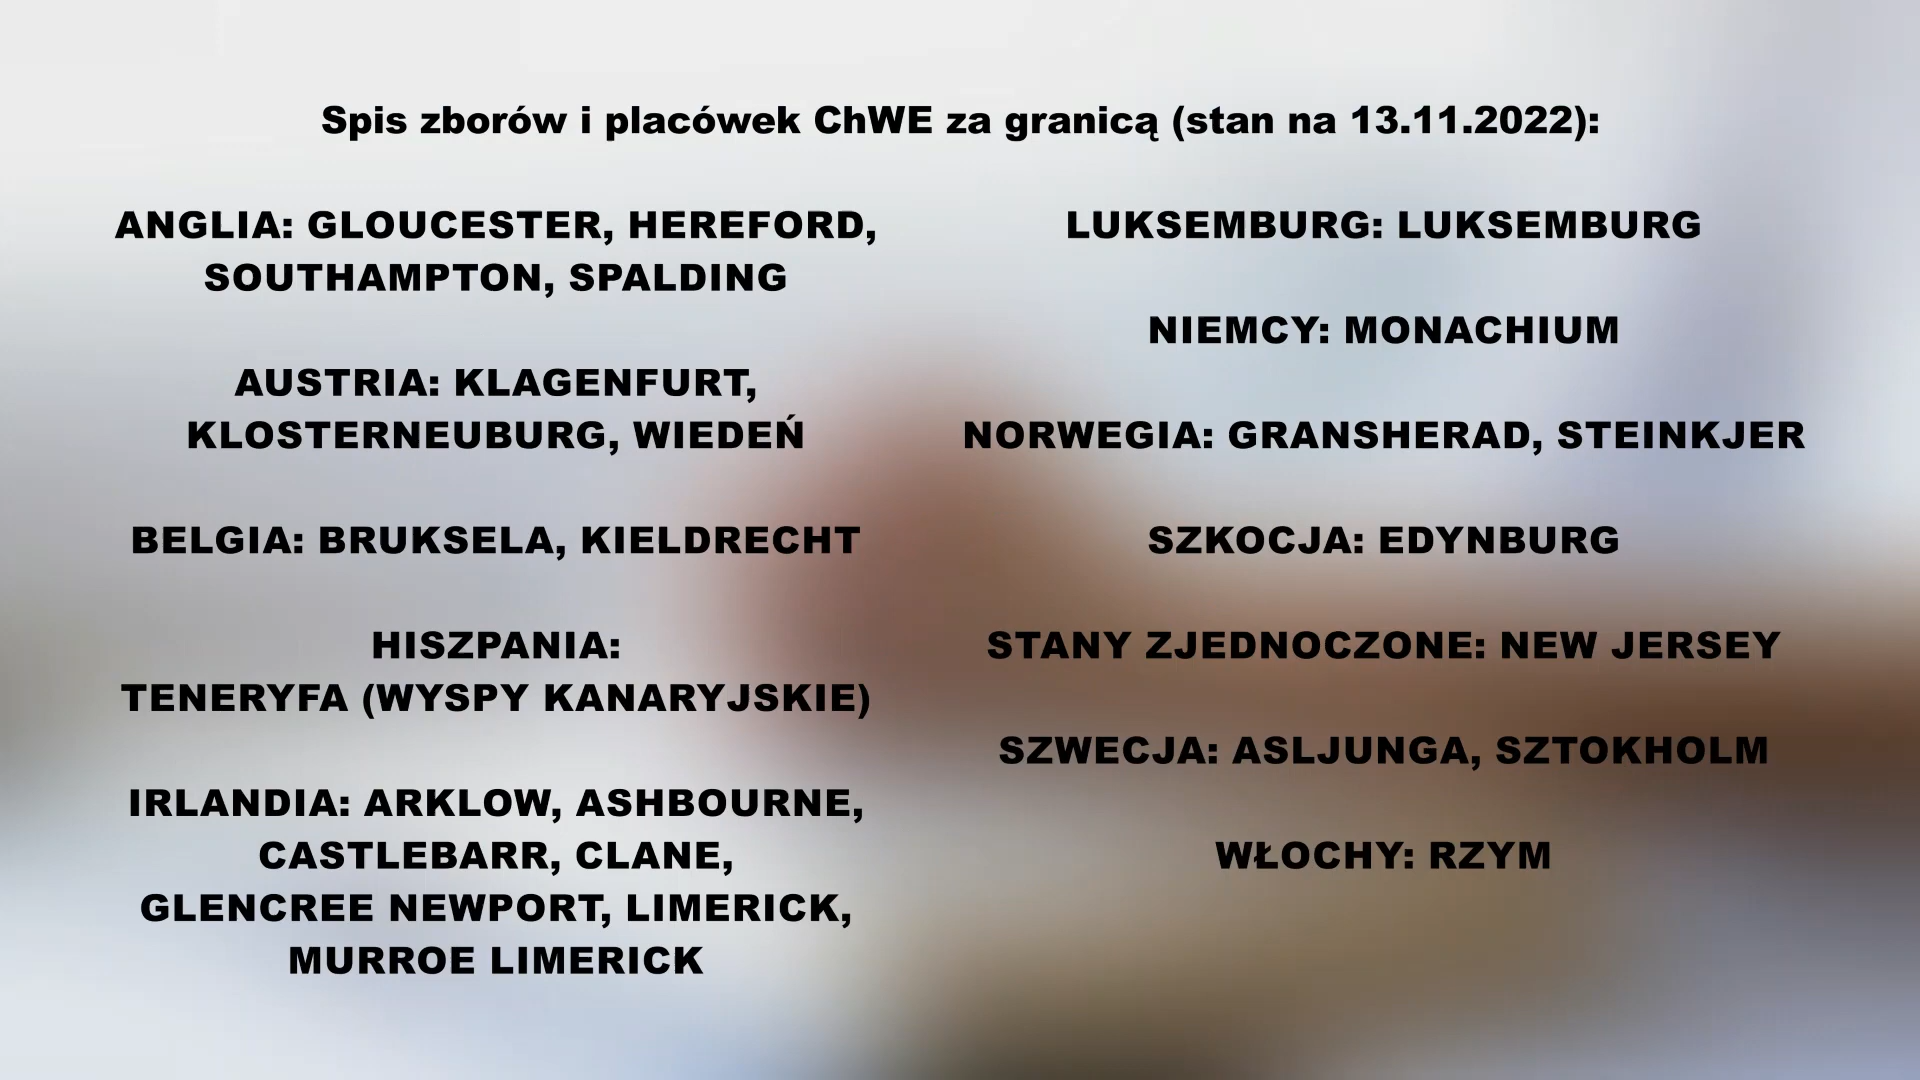 Spis zborów i placówek ChWE za granicą (stan na 13.11.2022):
ANGLIA: GLOUCESTER, HEREFORD,
SOUTHAMPTON, SPALDING
AUSTRIA: KLAGENFURT,
KLOSTERNEUBURG, WIEDEŃ
BELGIA: BRUKSELA, KIELDRECHT
HISZPANIA:
TENERYFA (WYSPY KANARYJSKIE)
IRLANDIA: ARKLOW, ASHBOURNE,
CASTLEBARR, CLANE,
GLENCREE NEWPORT, LIMERICK,
MURROE LIMERICK
LUKSEMBURG: LUKSEMBURG
NIEMCY: MONACHIUM
NORWEGIA: GRANSHERAD, STEINKJER
SZKOCJA: EDYNBURG
STANY ZJEDNOCZONE: NEW JERSEY
SZWECJA: ASLJUNGA, SZTOKHOLM
WŁOCHY: RZYM